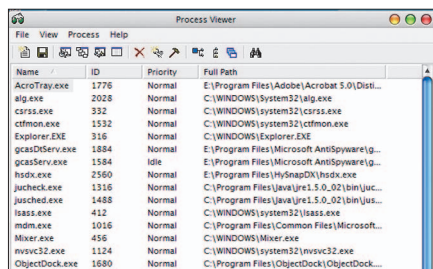 Process Viewer
File View Process Help
Name ID Priority Full Path
AcroTray.exe 1776 Normal E:\Program Files\Adobe\Acrobat 5.0\Disti...
alg.exe 2028 Normal C:\WINDOWS\System32\alg.exe
csrss.exe 332 Normal C:\WINDOWS\system32\csrss.exe
ctfmon.exe 1532 Normal C:\WINDOWS\system32\ctfmon.exe
Explorer.EXE 316 Normal C:\WINDOWS\Explorer.EXE
gcasDtServ.exe 1884 Normal E:\Program Files\Microsoft AntiSpyware\g...
gcasServ.exe 1584 Idle E:\Program Files\Microsoft AntiSpyware\g...
hsdx.exe 2560 Normal E:\Program Files\HySnapDX\hsdx.exe
jucheck.exe 1316 Normal C:\Program Files\Java\jre1.5.0_02\bin\juc...
jusched.exe 1488 Normal C:\Program Files\Java\jre1.5.0_02\bin\jus...
lsass.exe 412 Normal C:\WINDOWS\system32\lsass.exe
mdm.exe 1016 Normal C:\Program Files\Common Files\Microsoft...
Mixer.exe 456 Normal C:\WINDOWS\Mixer.exe
nvsvc32.exe 1124 Normal C:\WINDOWS\system32\nvsvc32.exe
ObjectDock.exe 1680 Normal C:\Program Files\ObjectDock\ObjectDock....